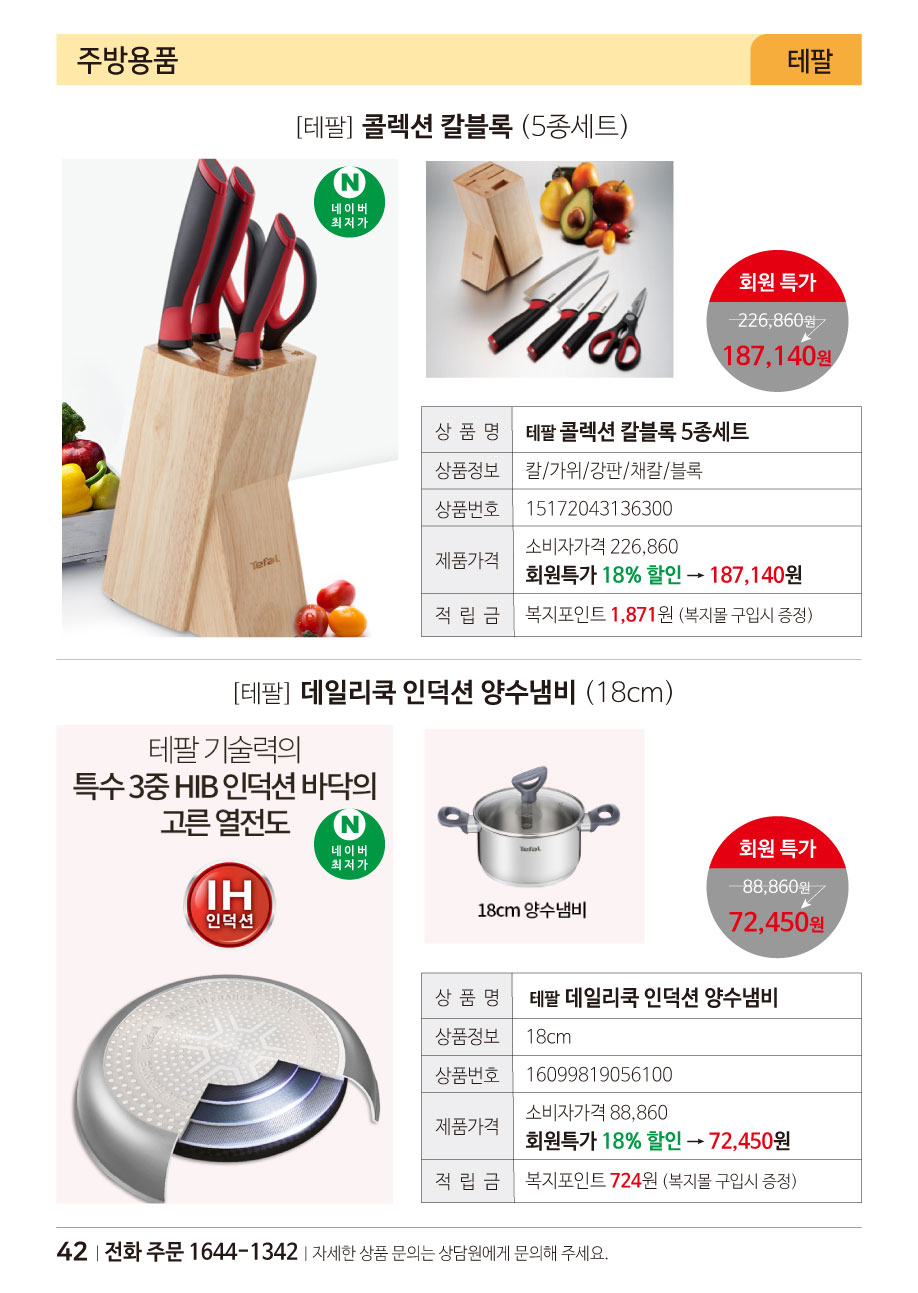 주방용품
테팔
[테팔] 콜렉션 칼블록 (5종세트)
N
네이버
최저가
Tefal
회원 특가
226,860원
187,140원
상 품 명 테팔 콜렉션 칼블록 5종세트
상품정보 칼/가위/강판/채칼/블록
상품번호 15172043136300
제품가격 소비자가격 226,860
회원특가 18% 할인 → 187,140원
적 립 금 복지포인트 1,871원 (복지몰 구입시 증정)
[테팔] 데일리쿡 인덕션 양수냄비 (18cm)
테팔 기술력의
특수 3중 HIB 인덕션 바닥의
고른 열전도
N
네이버
최저가
IH
인덕션
Tefal
18cm 양수냄비
회원 특가
88,860원
72,450원
상 품 명 테팔 데일리쿡 인덕션 양수냄비
상품정보 18cm
상품번호 16099819056100
제품가격 소비자가격 88,860
회원특가 18% 할인 → 72,450원
적 립 금 복지포인트 724원 (복지몰 구입시 증정)
42 | 전화 주문 1644-1342 | 자세한 상품 문의는 상담원에게 문의해 주세요.